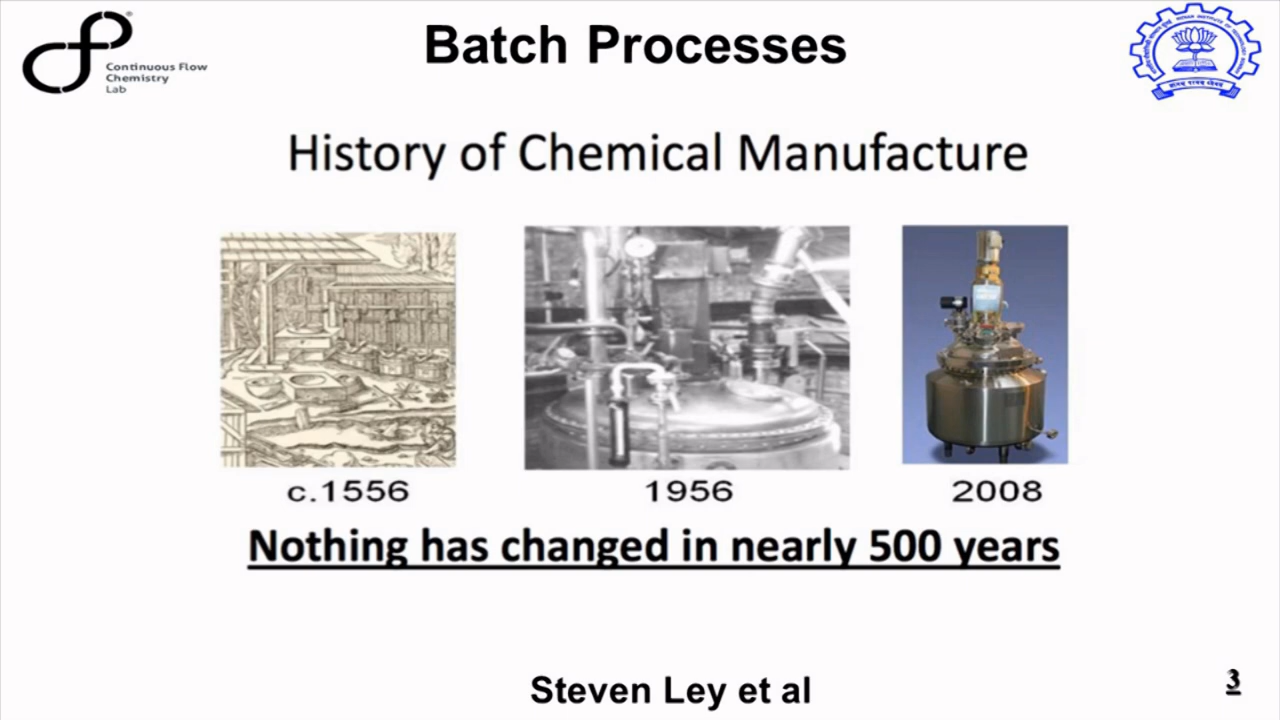 Continuous Flow
Chemistry
Lab
Batch Processes
History of Chemical Manufacture
c.1556
1956
2008
Nothing has changed in nearly 500 years
Steven Ley et al
3